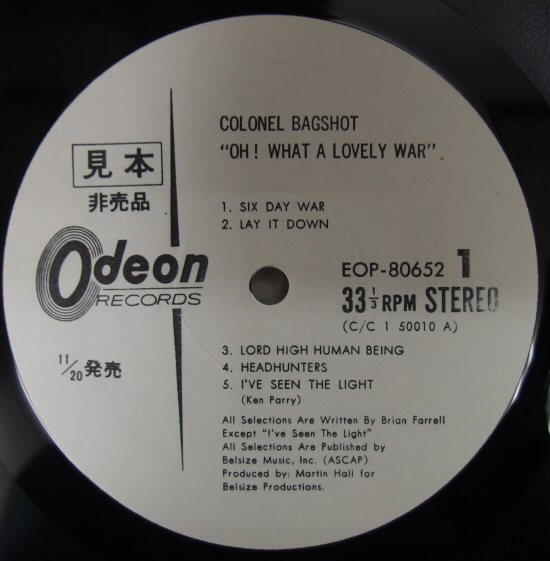 COLONEL BAGSHOT
"OH! WHAT A LOVELY WAR"
見本
非売品
1. SIX DAY WAR
2. LAY IT DOWN
Odeon
RECORDS
EOP-80652 1
33 1/3 RPM STEREO
(C/C 1 50010 A)
11/20 発売
3. LORD HIGH HUMAN BEING
4. HEADHUNTERS
5. I'VE SEEN THE LIGHT
(Ken Parry)
All Selections Are Written By Brian Farrell
Except "I've Seen The Light"
All Selections Are Published by
Belsize Music, Inc. (ASCAP)
Produced by: Martin Hall for
Belsize Productions.